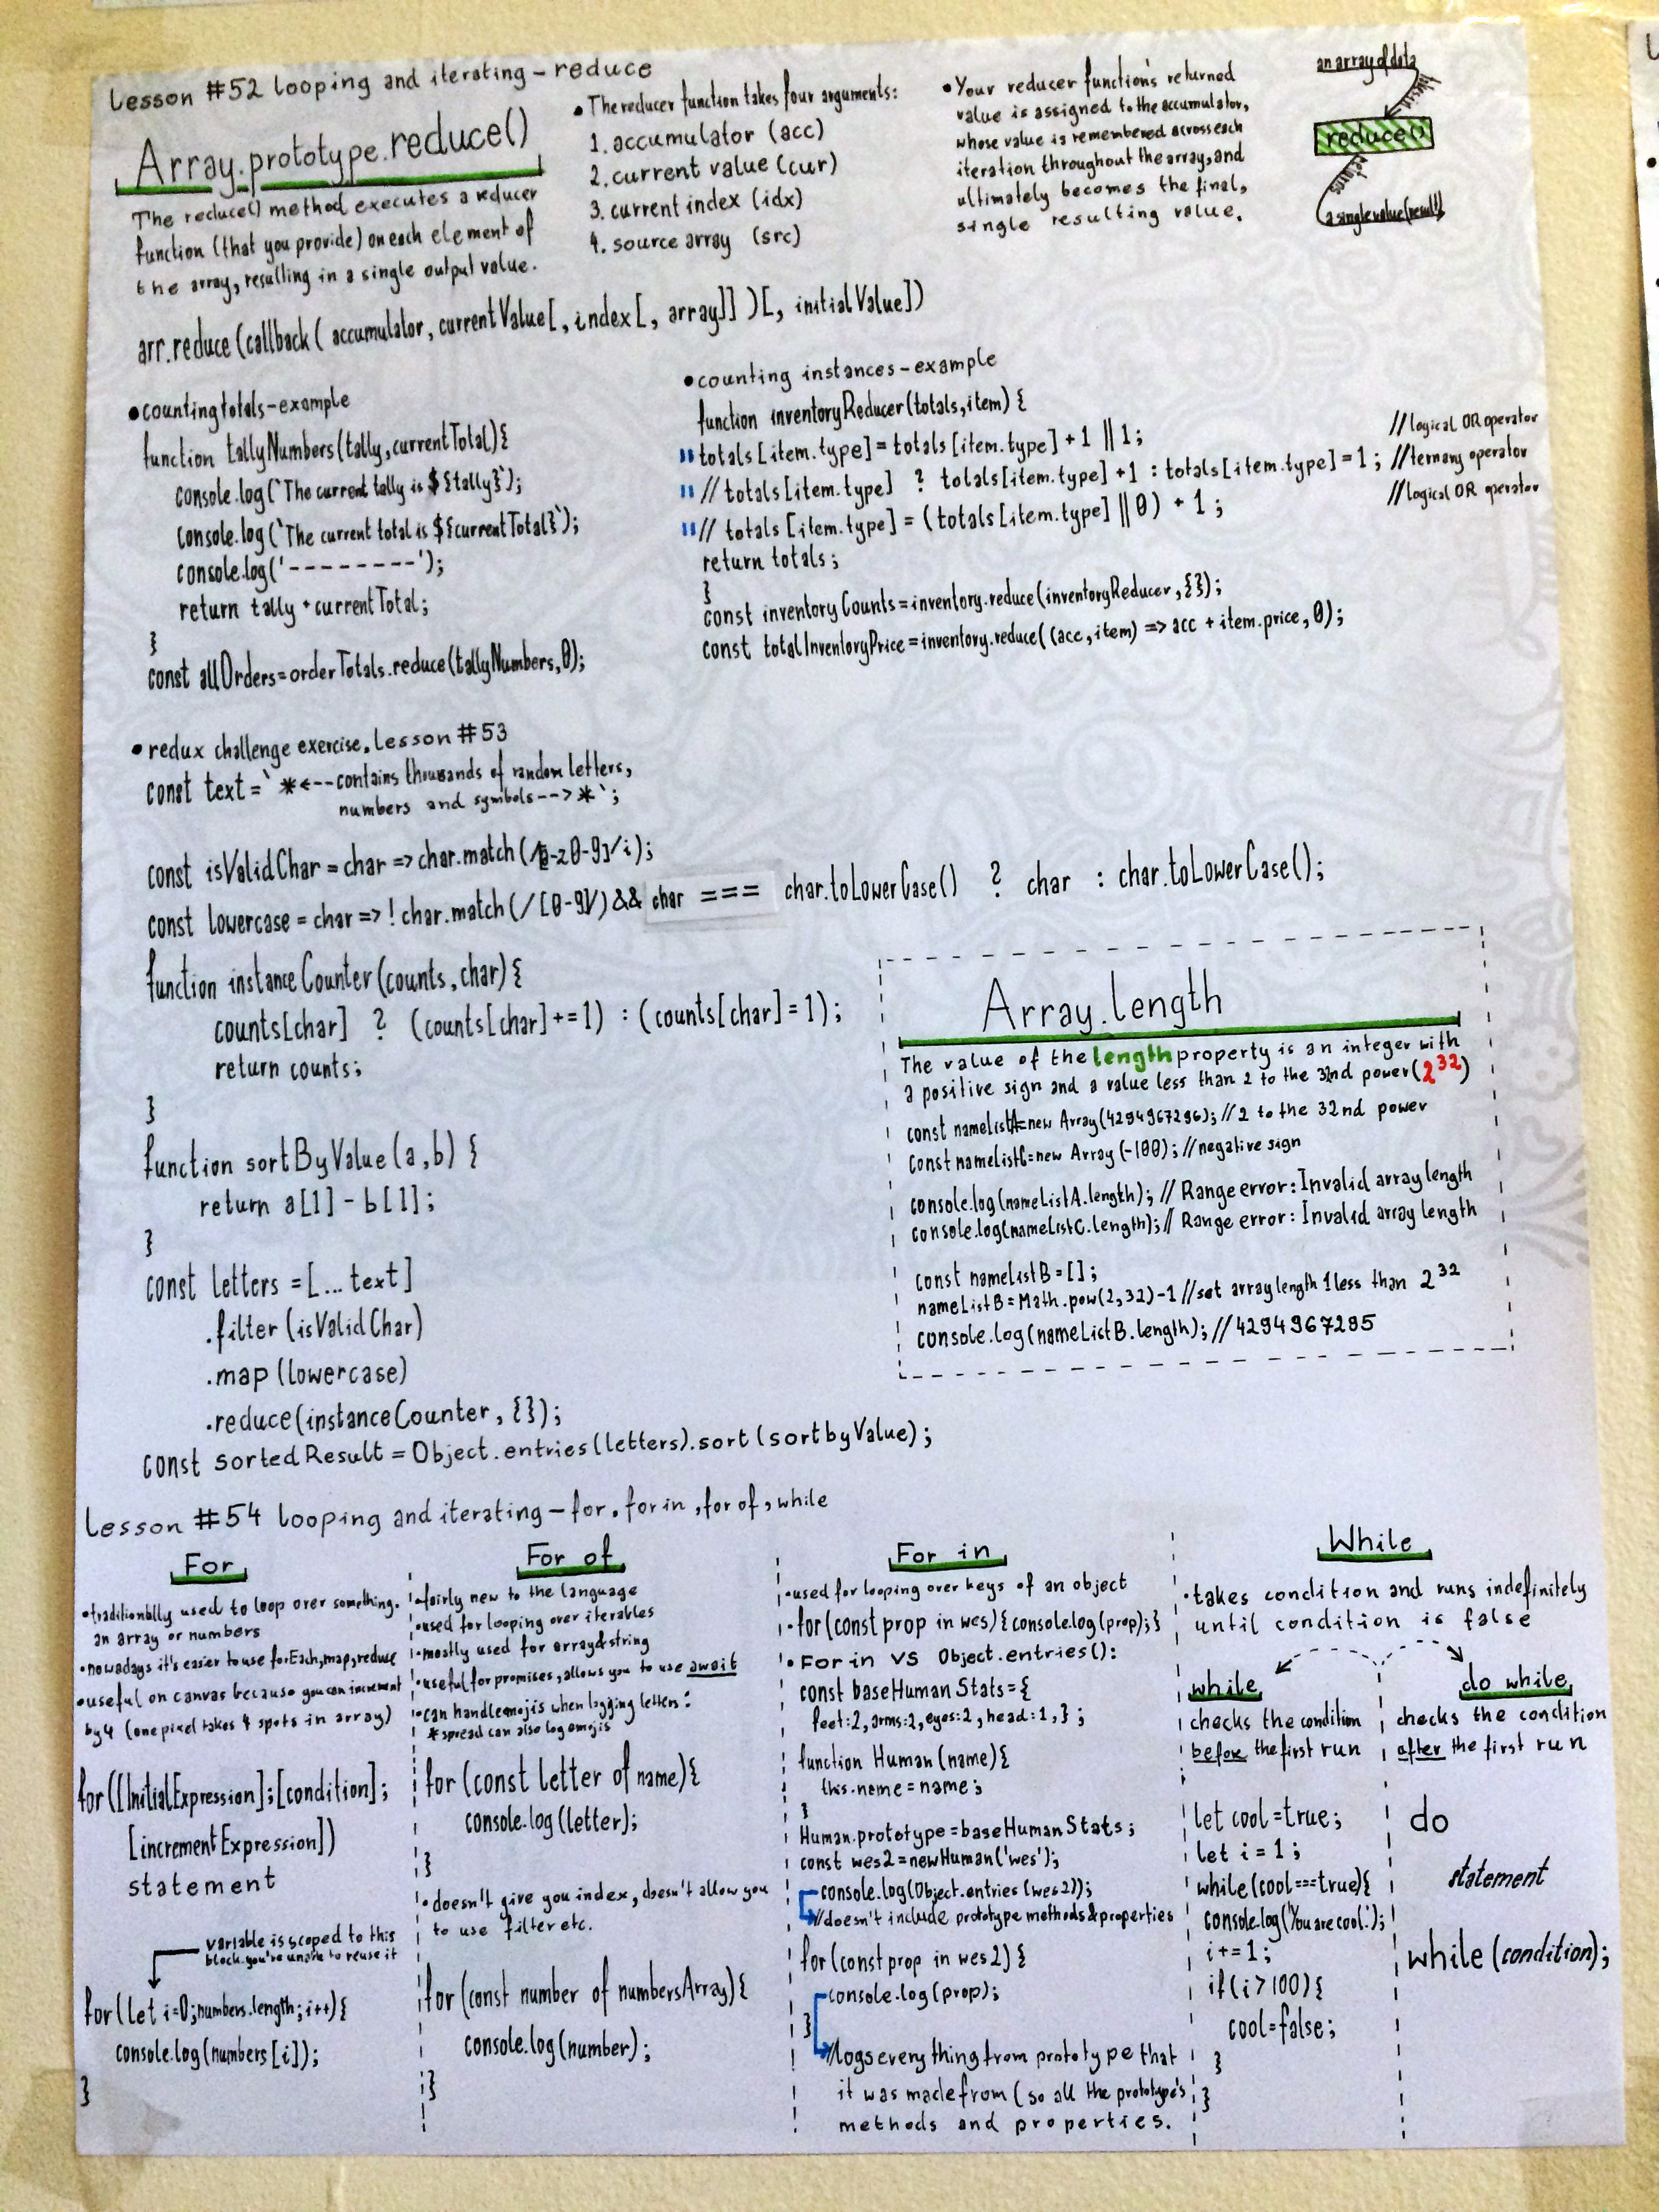 Lesson #52 looping and iterating - reduce
Array.prototype.reduce()
The reduce() method executes a reducer
function (that you provide) on each element of
the array, resulling in a single output value.
• The reducer function takes four arguments:
1. accumulator (acc)
2. current value (cur)
3. current index (idx)
4. source array (src)
• Your reducer function's returned
value is assigned to the accumulator,
whose value is remembered across each
iteration throughout the array, and
ultimately becomes the final,
single resulting value.
an array of data
reduce()
returns
a single value (result)
arr.reduce(callback( accumulator, currentValue[, index[, array]] )[, initialValue])
• counting totals - example
function tallyNumbers(tally, currentTotal){
console.log(`The current tally is ${tally}`);
console.log(`The current total is ${currentTotal}`);
console.log('--------');
return tally + currentTotal;
}
const allOrders = orderTotals.reduce(tallyNumbers, 0);
• counting instances - example
function inventoryReducer(totals, item) {
totals[item.type] = totals[item.type] + 1 || 1; //logical OR operator
// totals[item.type] ? totals[item.type] +1 : totals[item.type] = 1; //ternary operator
// totals[item.type] = (totals[item.type] || 0) + 1; //logical OR operator
return totals;
}
const inventoryCounts = inventory.reduce(inventoryReducer, {});
const totalInventoryPrice = inventory.reduce((acc, item) => acc + item.price, 0);
• redux challenge exercise, Lesson #53
const text = ` *<-- contains thousands of random letters,
numbers and symbols --> * `;
const isValidChar = char => char.match(/[a-z0-9]/i);
const lowercase = char => ! char.match(/[0-9]/) && char === char.toLowerCase() ? char : char.toLowerCase();
function instanceCounter(counts, char) {
counts[char] ? (counts[char] += 1) : (counts[char] = 1);
return counts;
}
function sortByValue(a, b) {
return a[1] - b[1];
}
const letters = [...text]
.filter(isValidChar)
.map(lowercase)
.reduce(instanceCounter, {});
const sortedResult = Object.entries(letters).sort(sortbyValue);
Array.length
The value of the length property is an integer with
a positive sign and a value less than 2 to the 32nd power (2^32)
const namelistA = new Array(4294967296); //2 to the 32nd power
const namelistC = new Array(-100); //negative sign
console.log(nameListA.length); // Range error: Invalid array length
console.log(nameListC.length); // Range error: Invalid array length
const namelistB = [];
nameListB = Math.pow(2,32)-1 //set array length 1 less than 2^32
console.log(nameListB.length); //4294967295
Lesson #54 looping and iterating - for, for in, for of, while
For
• traditionally used to loop over something.
an array or numbers
• nowadays it's easier to use forEach, map, reduce
• useful on canvas because you can increment
by 4 (one pixel takes 4 spots in array)
for([InitialExpression]; [condition];
[incrementExpression])
statement
variable is scoped to this
block. you're unable to reuse it
for(let i=0; numbers.length; i++){
console.log(numbers[i]);
}
For of
• fairly new to the language
• used for looping over iterables
• mostly used for array & string
• useful for promises, allows you to use await
• can handle emojis when logging letters:
* spread can also log emojis
for(const letter of name){
console.log(letter);
}
• doesn't give you index, doesn't allow you
to use filter etc.
for(const number of numbersArray){
console.log(number);
}
For in
• used for looping over keys of an object
• for(const prop in wes){console.log(prop);}
• For in VS Object.entries():
const baseHumanStats = {
feet:2, arms:2, eyes:2, head:1,};
function Human(name){
this.neme = name;
}
Human.prototype = baseHumanStats;
const wes2 = newHuman('wes');
console.log(Object.entries(wes2));
//doesn't include prototype methods & properties
for(const prop in wes2){
console.log(prop);
}
//logs everything from prototype that
it was made from (so all the prototype's
methods and properties.
While
• takes condition and runs indefinitely
until condition is false
while
checks the condition
before the first run
let cool = true;
let i = 1;
while(cool===true){
console.log('You are cool.');
i+=1;
if(i>100){
cool=false;
}
}
do while
checks the condition
after the first run
do
statement
while (condition);